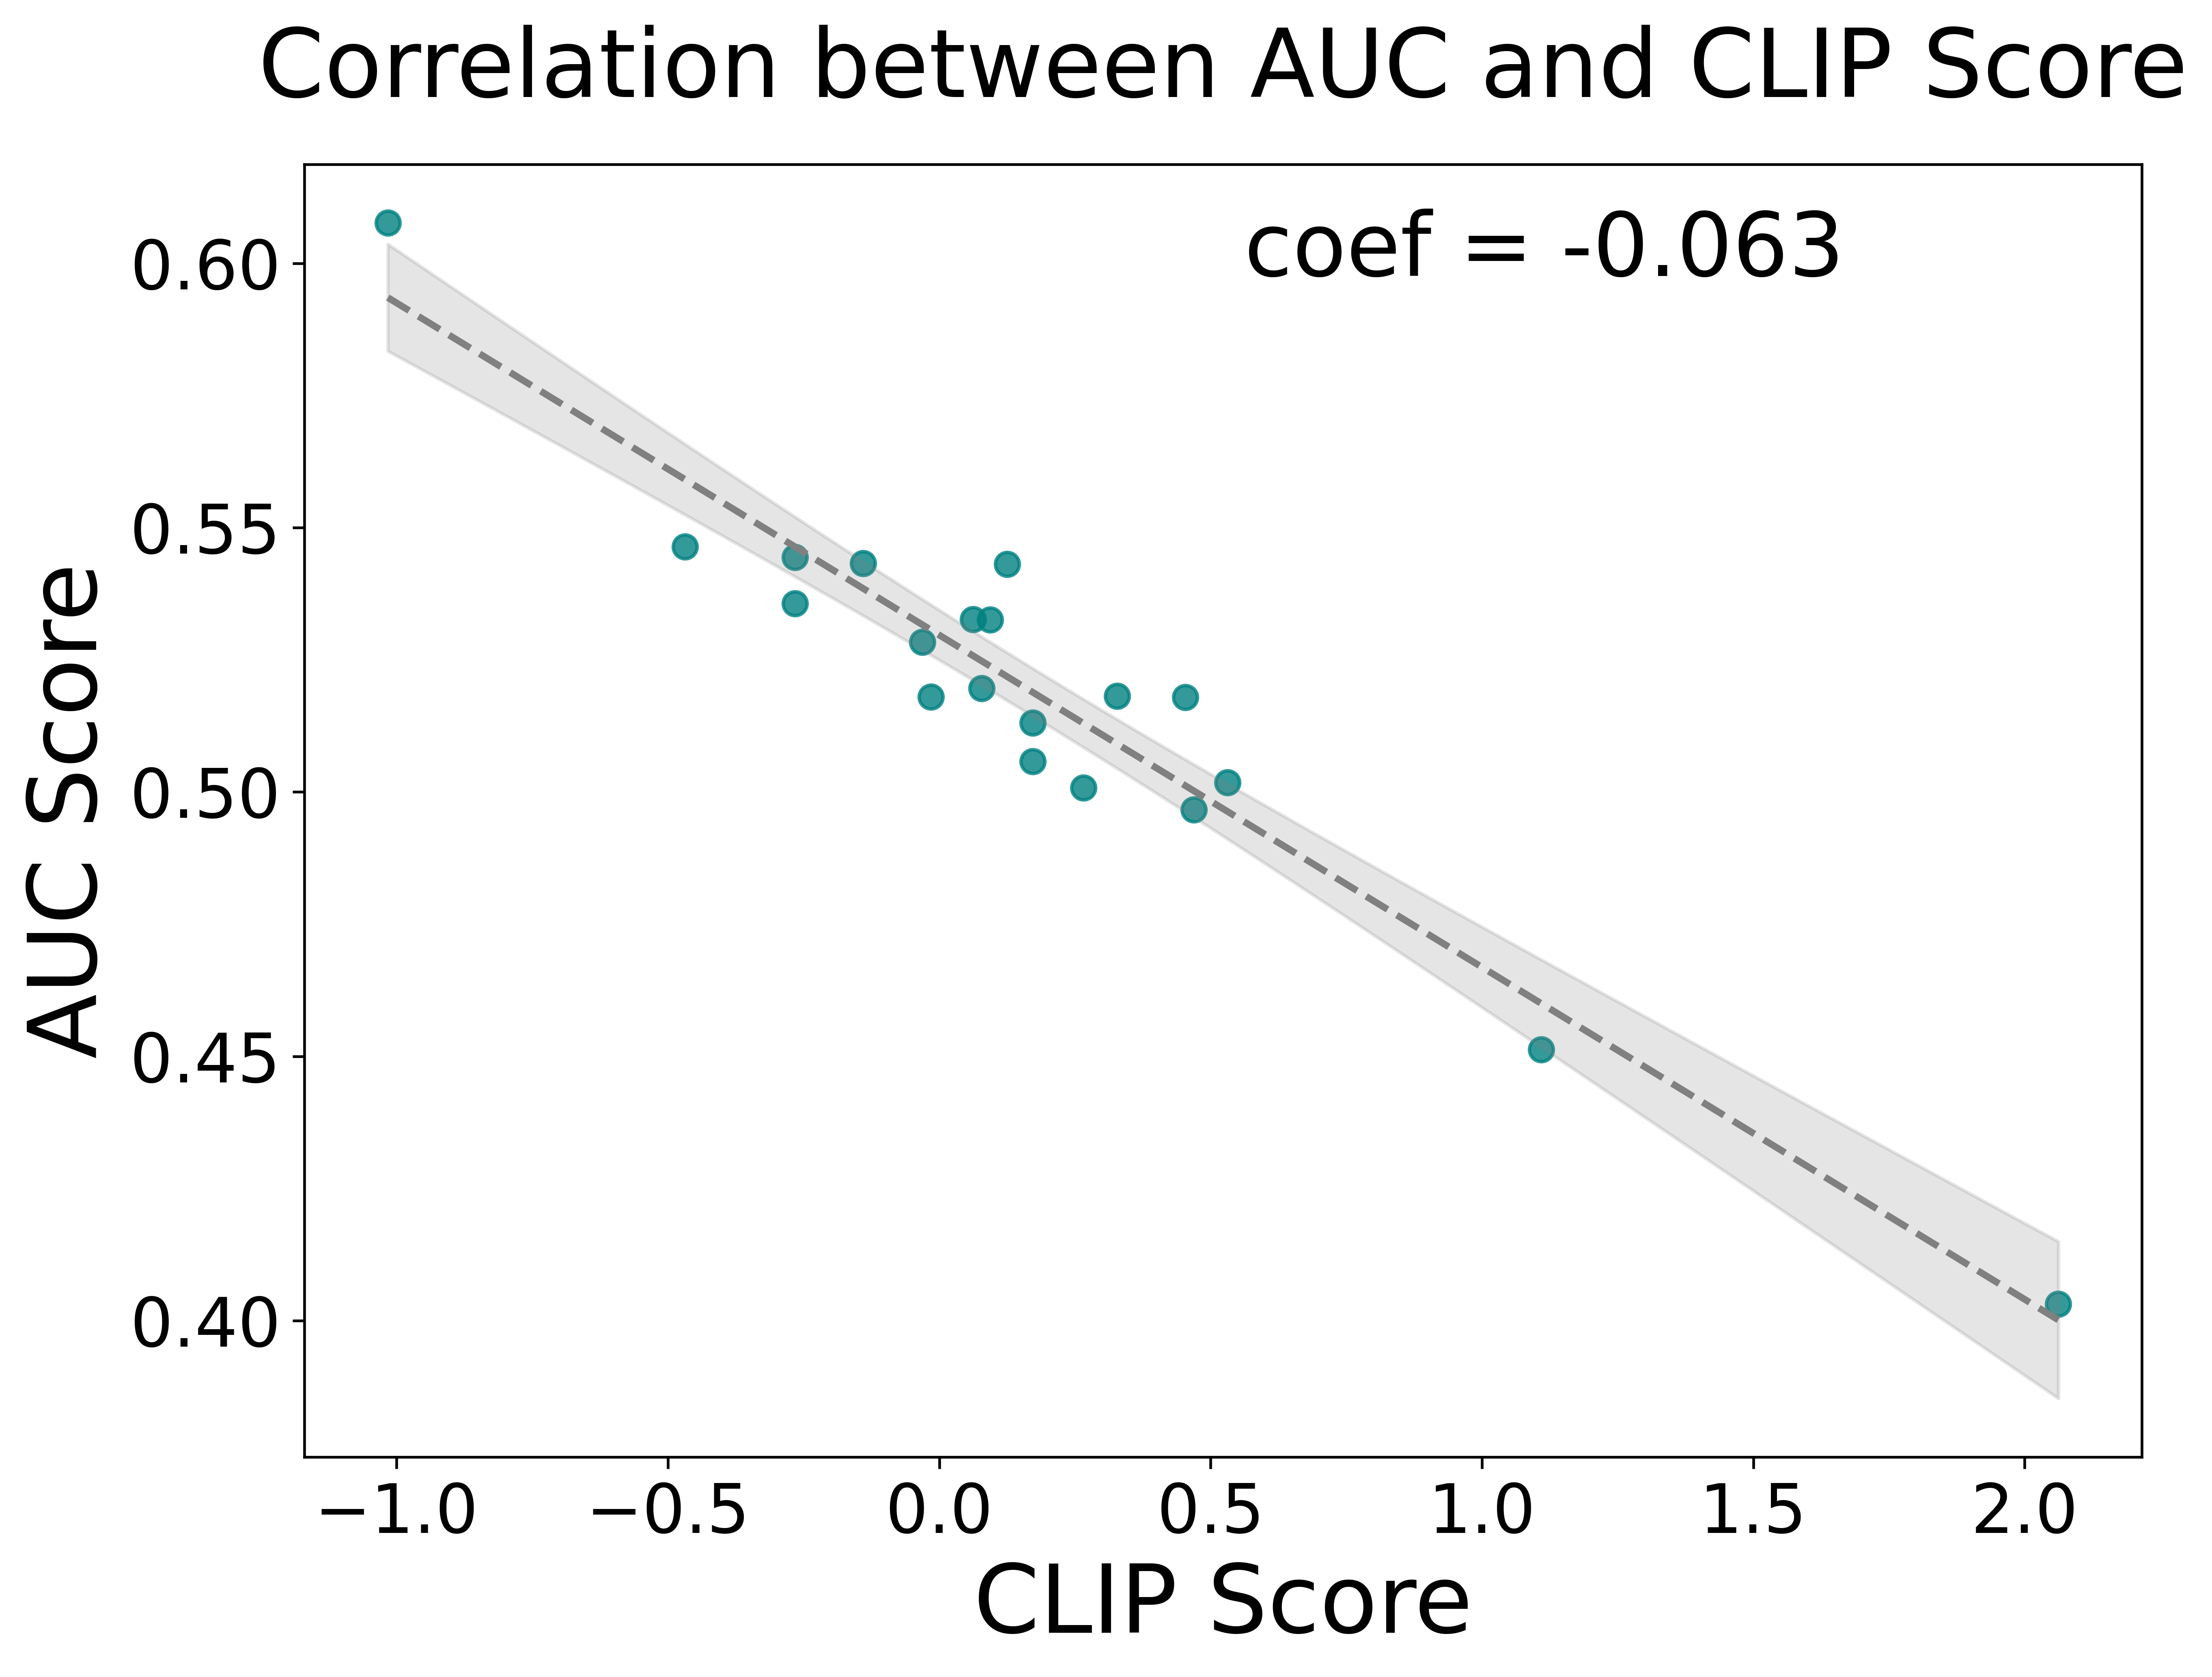 Correlation between AUC and CLIP Score
coef = -0.063
AUC Score
0.60
0.55
0.50
0.45
0.40
−1.0 −0.5 0.0 0.5 1.0 1.5 2.0
CLIP Score